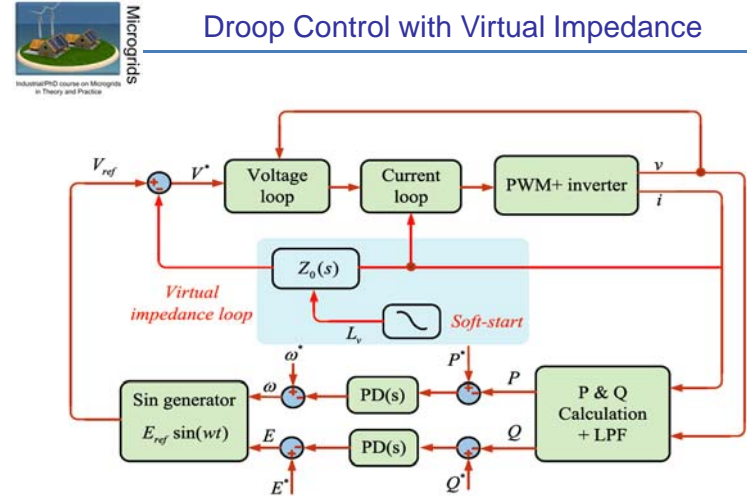 Droop Control with Virtual Impedance
Microgrids
Industrial/PhD course on Microgrids
in Theory and Practice
V_ref
V*
Voltage
loop
Current
loop
PWM+ inverter
v
i
Z_0(s)
Virtual
impedance loop
L_v
Soft-start
ω*
P*
ω
PD(s)
P
Sin generator
E_ref sin(wt)
P & Q
Calculation
+ LPF
E
PD(s)
Q
E*
Q*